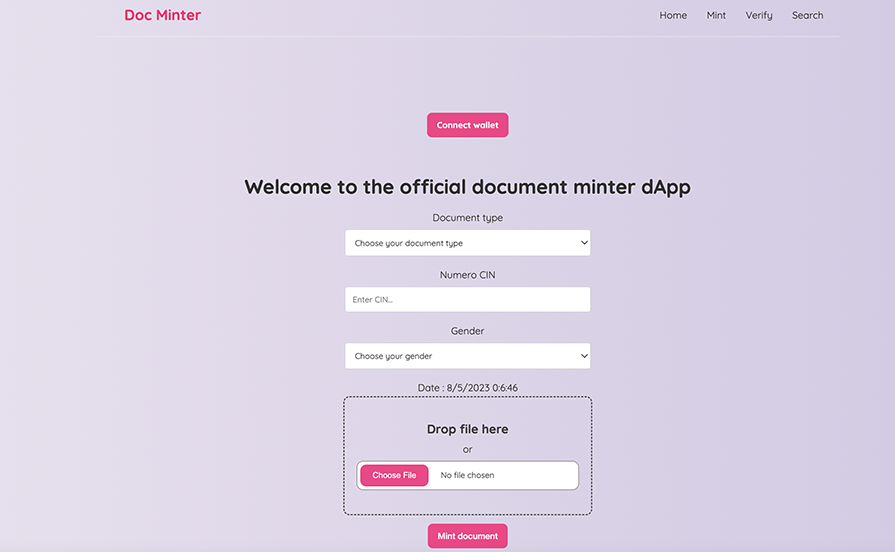 Doc Minter
Home Mint Verify Search
Connect wallet
Welcome to the official document minter dApp
Document type
Choose your document type
Numero CIN
Enter CIN...
Gender
Choose your gender
Date : 8/5/2023 0:6:46
Drop file here
or
Choose File No file chosen
Mint document